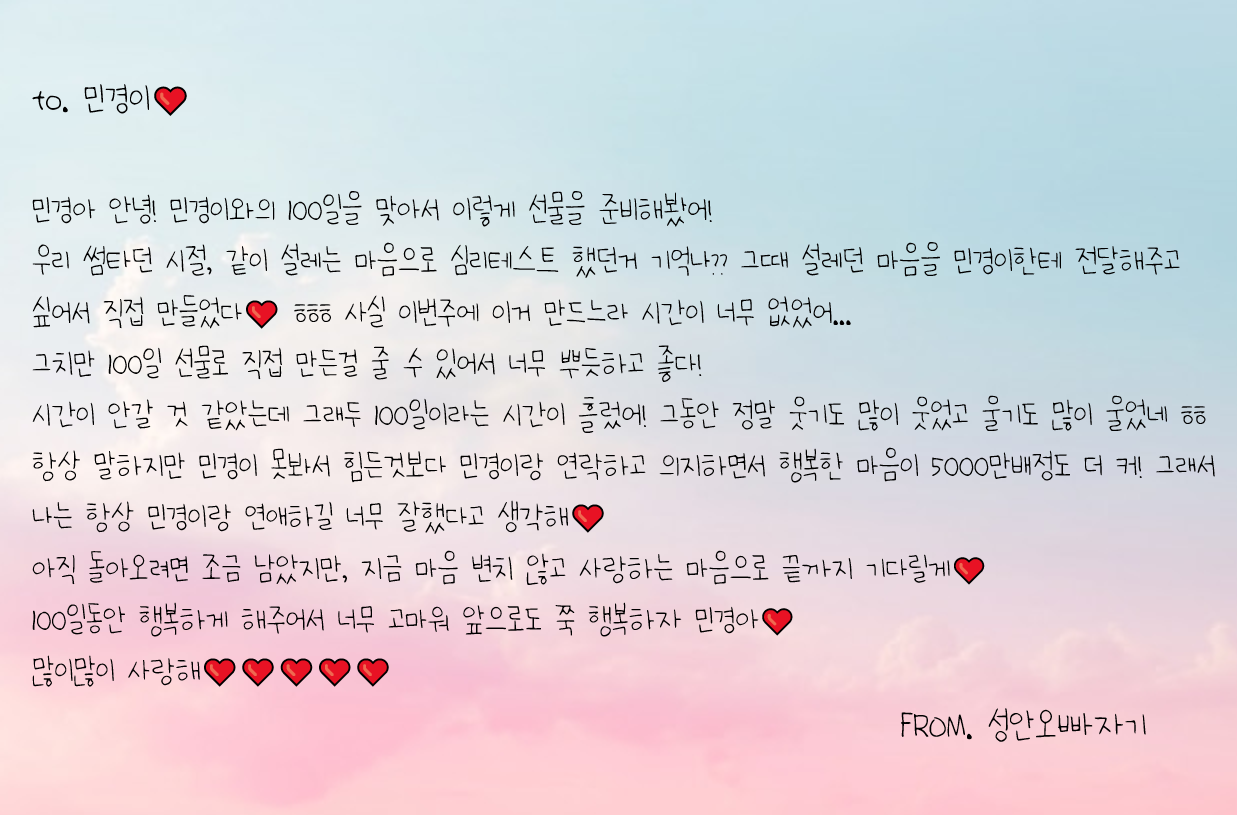 to. 민경이❤️
민경아 안녕! 민경이와의 100일을 맞아서 이렇게 선물을 준비해봤어!
우리 썸타던 시절, 같이 설레는 마음으로 심리테스트 했던거 기억나?? 그때 설레던 마음을 민경이한테 전달해주고
싶어서 직접 만들었다❤️ ㅎㅎㅎ 사실 이번주에 이거 만드느라 시간이 너무 없었어...
그치만 100일 선물로 직접 만든걸 줄 수 있어서 너무 뿌듯하고 좋다!
시간이 안갈 것 같았는데 그래두 100일이라는 시간이 흘렀어! 그동안 정말 웃기도 많이 웃었고 울기도 많이 울었네 ㅎㅎ
항상 말하지만 민경이 못봐서 힘든것보다 민경이랑 연락하고 의지하면서 행복한 마음이 5000만배정도 더 커! 그래서
나는 항상 민경이랑 연애하길 너무 잘했다고 생각해❤️
아직 돌아오려면 조금 남았지만, 지금 마음 변치 않고 사랑하는 마음으로 끝까지 기다릴게❤️
100일동안 행복하게 해주어서 너무 고마워 앞으로도 쭉 행복하자 민경아❤️
많이많이 사랑해❤️❤️❤️❤️❤️
FROM. 성안오빠자기